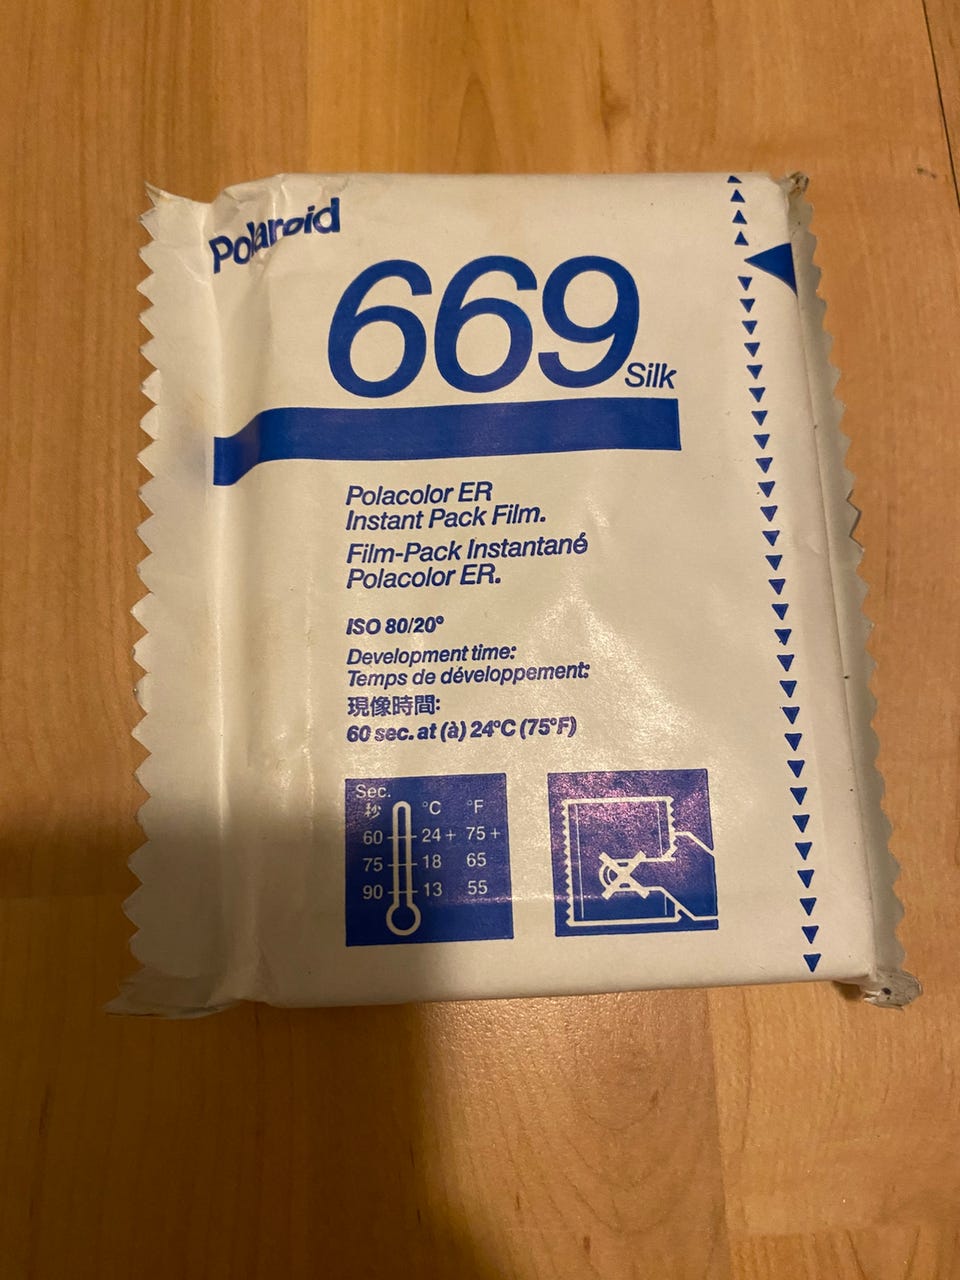 Polaroid
669 Silk
Polacolor ER
Instant Pack Film.
Film-Pack Instantané
Polacolor ER.
ISO 80/20°
Development time:
Temps de développement:
現像時間:
60 sec. at (à) 24°C (75°F)
Sec.
秒 °C °F
60 24+ 75+
75 18 65
90 13 55